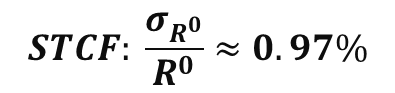 STCF: σ_{R^0}/R^0 ≈ 0.97%